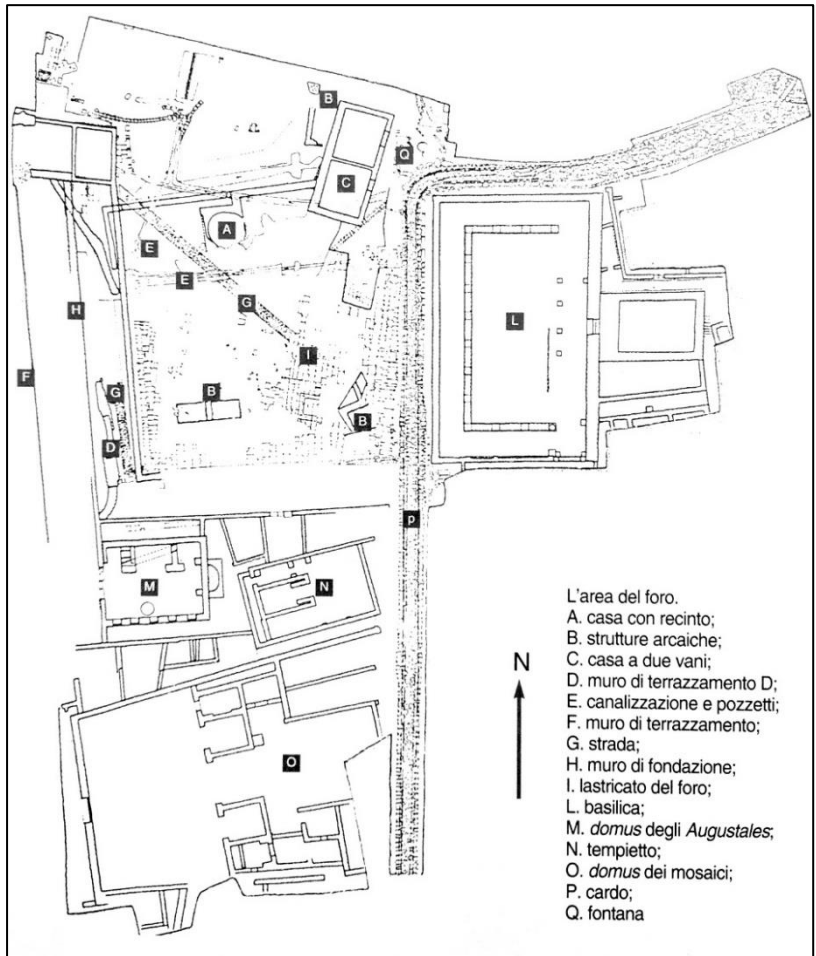 B
Q
C
A
E
E
H
G
I
L
F
G
B
B
D
P
M
N
O
N
L'area del foro.
A. casa con recinto;
B. strutture arcaiche;
C. casa a due vani;
D. muro di terrazzamento D;
E. canalizzazione e pozzetti;
F. muro di terrazzamento;
G. strada;
H. muro di fondazione;
I. lastricato del foro;
L. basilica;
M. domus degli Augustales;
N. tempietto;
O. domus dei mosaici;
P. cardo;
Q. fontana